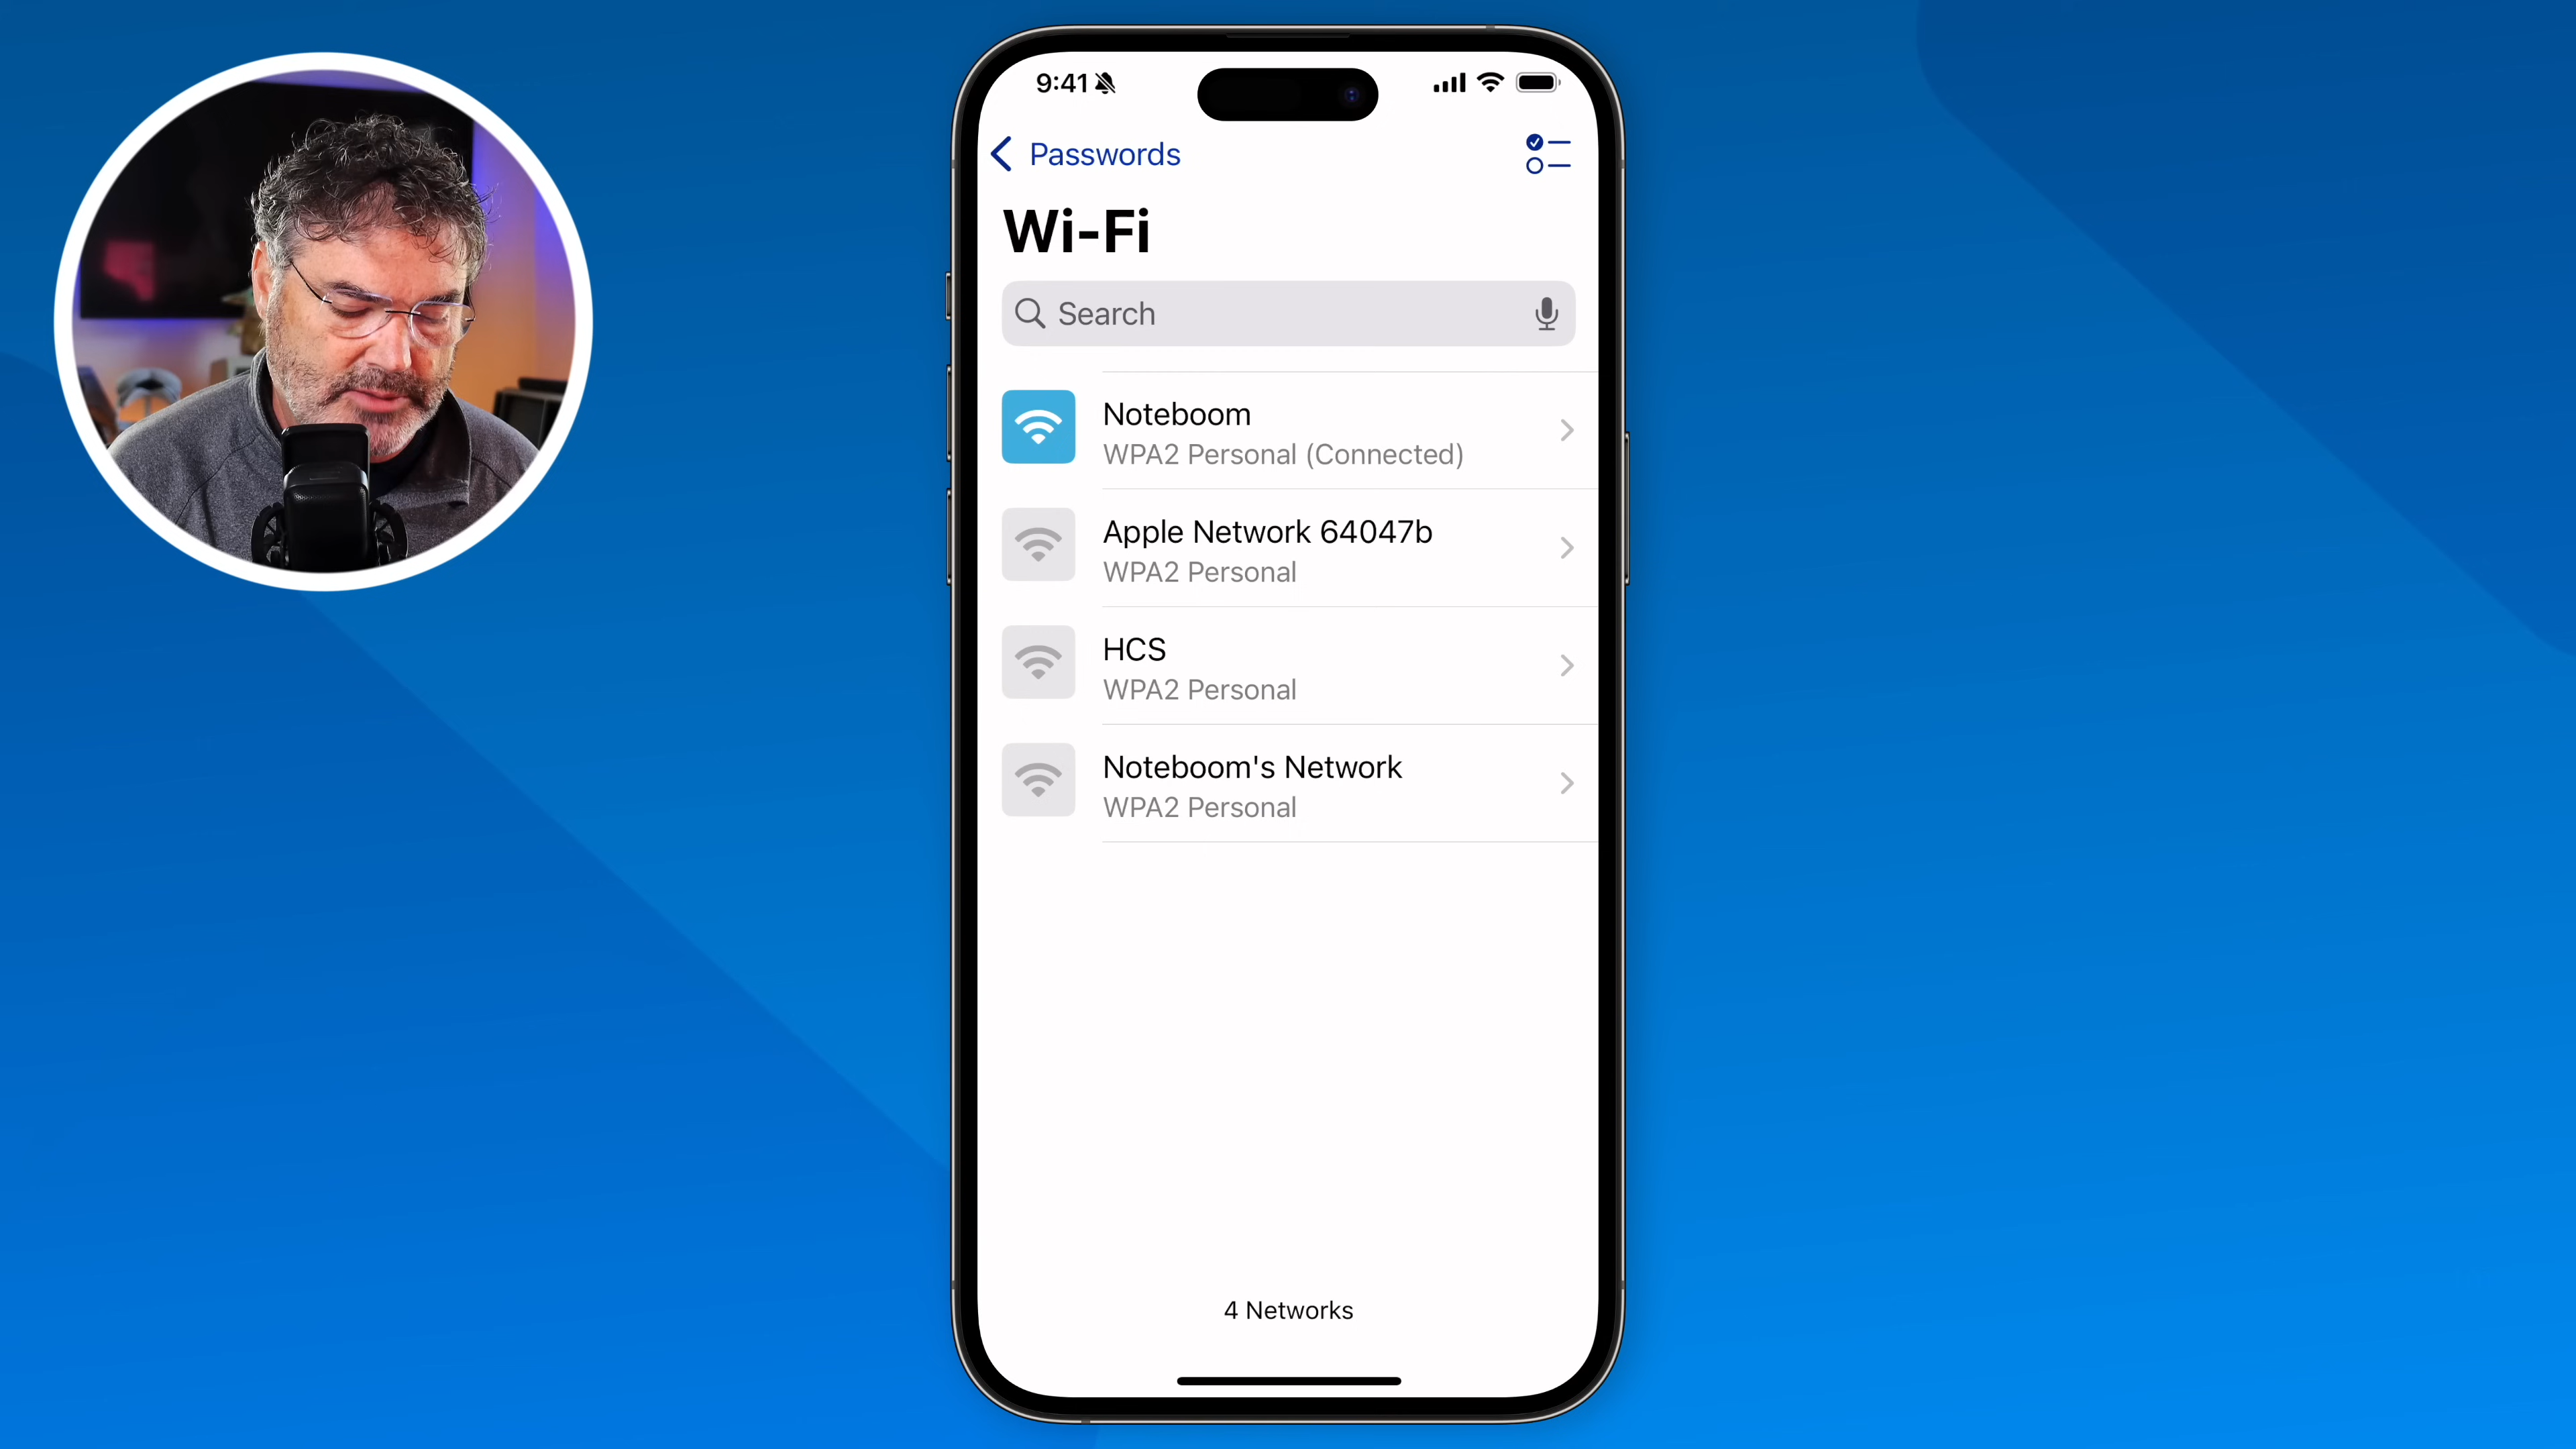 9:41
Passwords
Wi-Fi
Search
Noteboom
WPA2 Personal (Connected)
Apple Network 64047b
WPA2 Personal
HCS
WPA2 Personal
Noteboom's Network
WPA2 Personal
4 Networks